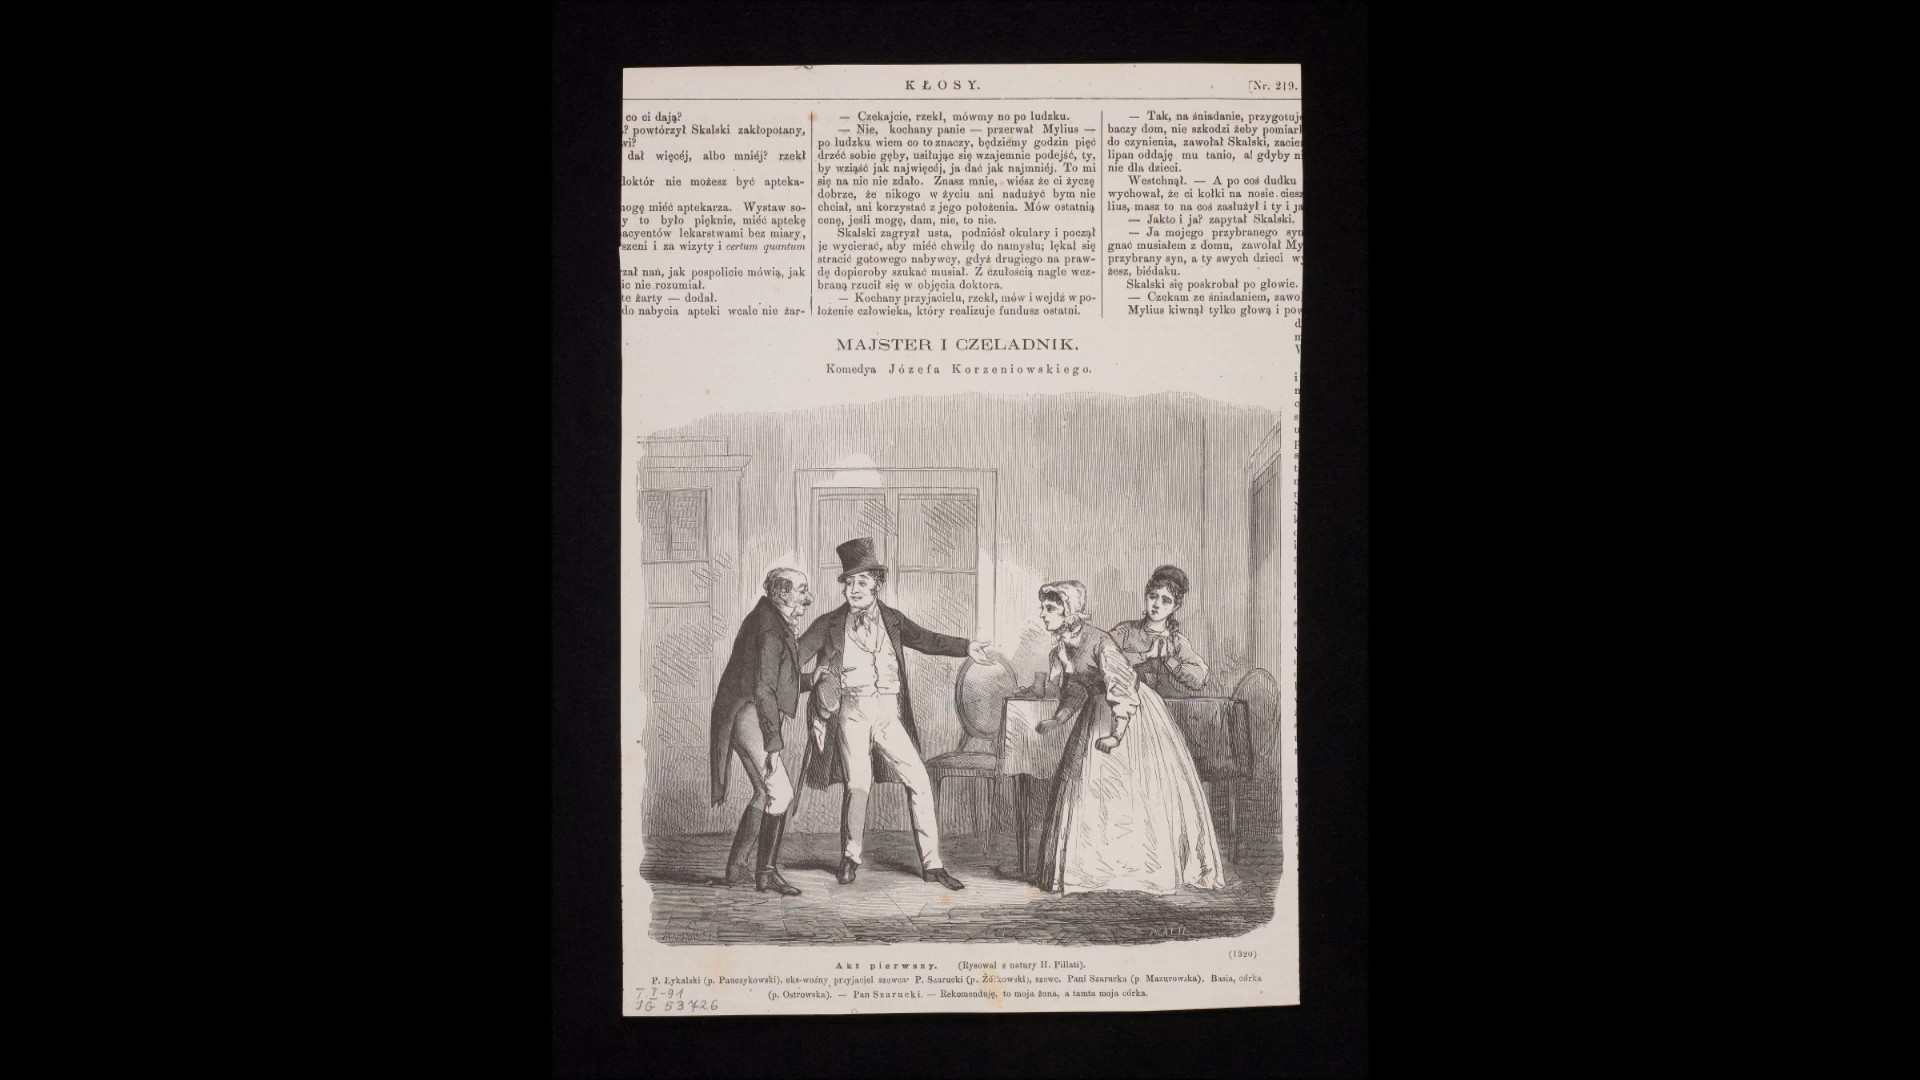 KŁOSY.
[Nr. 219.
co ci dają?
? powtórzył Skalski zakłopotany,
wi?
dał więcéj, albo mniéj? rzekł
doktór nie możesz być apteka-
mogę miéć aptekarza. Wystaw so-
y to było pięknie, miéć aptekę
acyentów lekarstwami bez miary,
szeni i za wizyty i certum quantum
zał nań, jak pospolicie mówią, jak
ic nie rozumiał.
te żarty — dodał.
do nabycia apteki wcale nie żar-
— Czekajcie, rzekł, mówmy no po ludzku.
— Nie, kochany panie — przerwał Mylius —
po ludzku wiem co to znaczy, będziémy godzin pięć
drzéć sobie gęby, usiłując się wzajemnie podejść, ty,
by wziąść jak najwięcéj, ja dać jak najmniéj. To mi
się na nic nie zdało. Znasz mnie, wiész że ci życzę
dobrze, że nikogo w życiu ani nadużyć bym nie
chciał, ani korzystać z jego położenia. Mów ostatnią
cenę, jeśli mogę, dam, nie, to nie.
Skalski zagryzł usta, podniósł okulary i począł
je wycierać, aby miéć chwilę do namysłu; lękał się
stracić gotowego nabywcy, gdyż drugiego na praw-
dę dopieroby szukać musiał. Z czułością nagle wez-
braną rzucił się w objęcia doktora.
— Kochany przyjacielu, rzekł, mów i wejdź w po-
łożenie człowieka, który realizuje fundusz ostatni.
— Tak, na śniadanie, przygotuj
baczy dom, nie szkodzi żeby pomiar
do czynienia, zawołał Skalski, zacie
lipan oddaję mu tanio, a! gdyby n
nie dla dzieci.
Westchnął. — A po coś dudku
wychował, że ci kołki na nosie ciesz
lius, masz to na coś zasłużył i ty i ja
— Jakto i ja? zapytał Skalski.
— Ja mojego przybranego syn
gnać musiałem z domu, zawołał My
przybrany syn, a ty swych dzieci w
żesz, biédaku.
Skalski się poskrobał po głowie.
— Czekam ze śniadaniem, zawo
Mylius kiwnął tylko głową i pow
MAJSTER I CZELADNIK.
Komedya Józefa Korzeniowskiego.
PILATTI
(1320)
Akt pierwszy. (Rysował z natury H. Pillati).
P. Łykalski (p. Panczykowski), eks-woźny przyjaciel szewca. P. Szarucki (p. Żółkowski), szewc. Pani Szarucka (p Mazurowska). Basia, córka
(p. Ostrowska). — Pan Szarucki. — Rekomenduję, to moja żona, a tamta moja córka.
T I-91
IG 53726